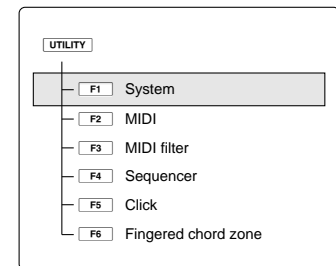 UTILITY
F1 System
F2 MIDI
F3 MIDI filter
F4 Sequencer
F5 Click
F6 Fingered chord zone